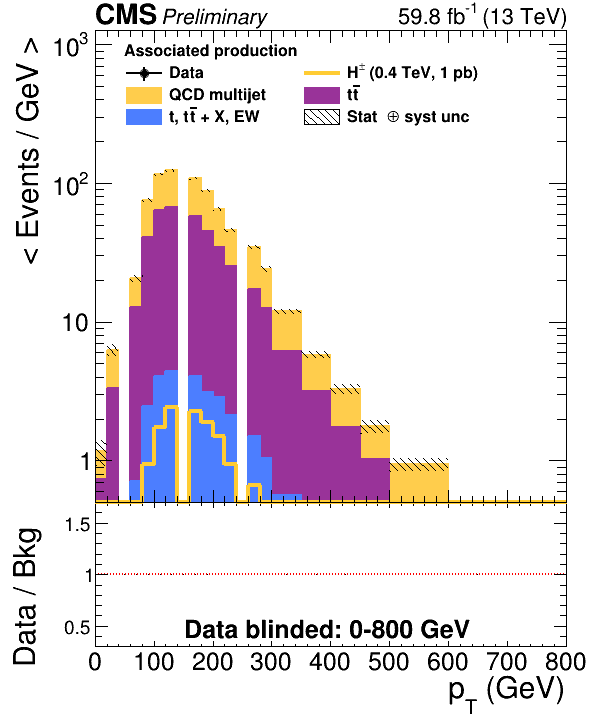 CMS Preliminary 59.8 fb⁻¹ (13 TeV)
< Events / GeV >
10³
10²
10
1
Associated production
Data
H± (0.4 TeV, 1 pb)
QCD multijet
tt̄
t, tt̄ + X, EW
Stat ⊕ syst unc
Data / Bkg
1.5
1
0.5
Data blinded: 0-800 GeV
0 100 200 300 400 500 600 700 800
p_T (GeV)